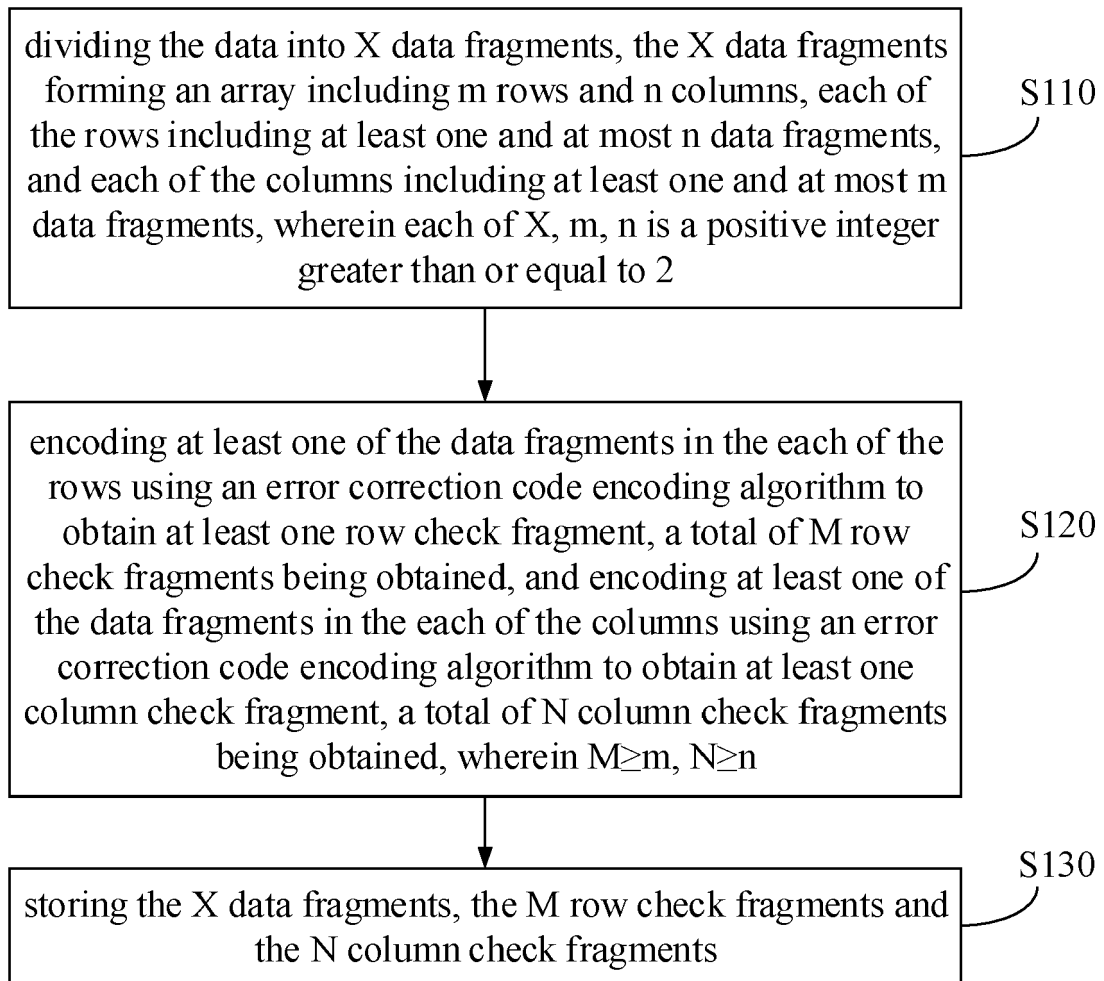 dividing the data into X data fragments, the X data fragments
forming an array including m rows and n columns, each of
the rows including at least one and at most n data fragments,
and each of the columns including at least one and at most m
data fragments, wherein each of X, m, n is a positive integer
greater than or equal to 2
S110
encoding at least one of the data fragments in the each of the
rows using an error correction code encoding algorithm to
obtain at least one row check fragment, a total of M row
check fragments being obtained, and encoding at least one of
the data fragments in the each of the columns using an error
correction code encoding algorithm to obtain at least one
column check fragment, a total of N column check fragments
being obtained, wherein M≥m, N≥n
S120
storing the X data fragments, the M row check fragments and
the N column check fragments
S130